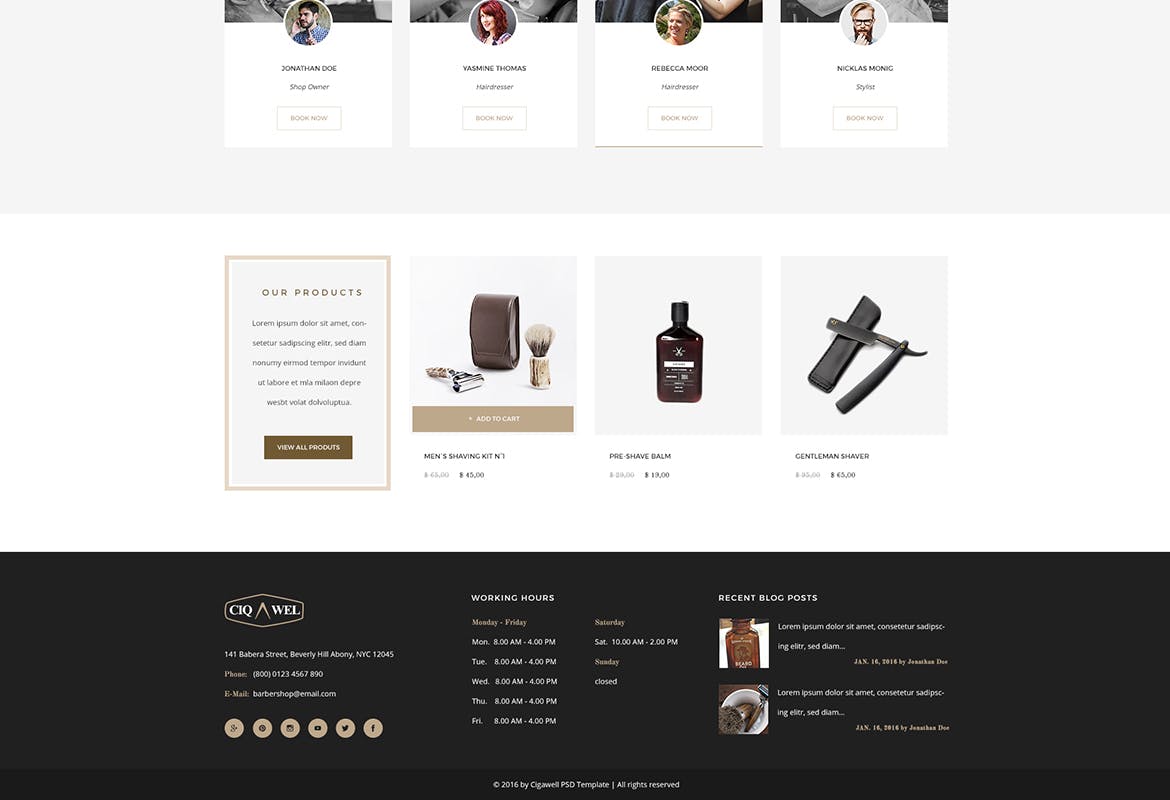 JONATHAN DOE
Shop Owner
BOOK NOW
YASMINE THOMAS
Hairdresser
BOOK NOW
REBECCA MOOR
Hairdresser
BOOK NOW
NICKLAS MONIG
Stylist
BOOK NOW
OUR PRODUCTS
Lorem ipsum dolor sit amet, con-
setetur sadipscing elitr, sed diam
nonumy eirmod tempor invidunt
ut labore et mla milaon depre
wesbt volat dolvoluptua.
VIEW ALL PRODUTS
+ ADD TO CART
MEN´S SHAVING KIT N°1
$ 65,00 $ 45,00
PRE-SHAVE BALM
$ 29,00 $ 19,00
GENTLEMAN SHAVER
$ 95,00 $ 65,00
CIQ WEL
141 Babera Street, Beverly Hill Abony, NYC 12045
Phone: (800) 0123 4567 890
E-Mail: barbershop@email.com
WORKING HOURS
Monday - Friday
Mon. 8.00 AM - 4.00 PM
Tue. 8.00 AM - 4.00 PM
Wed. 8.00 AM - 4.00 PM
Thu. 8.00 AM - 4.00 PM
Fri. 8.00 AM - 4.00 PM
Saturday
Sat. 10.00 AM - 2.00 PM
Sunday
closed
RECENT BLOG POSTS
BEARD
Lorem ipsum dolor sit amet, consetetur sadipsc-
ing elitr, sed diam...
JAN. 16, 2016 by Jonathan Doe
Lorem ipsum dolor sit amet, consetetur sadipsc-
ing elitr, sed diam...
JAN. 16, 2016 by Jonathan Doe
© 2016 by Cigawell PSD Template | All rights reserved